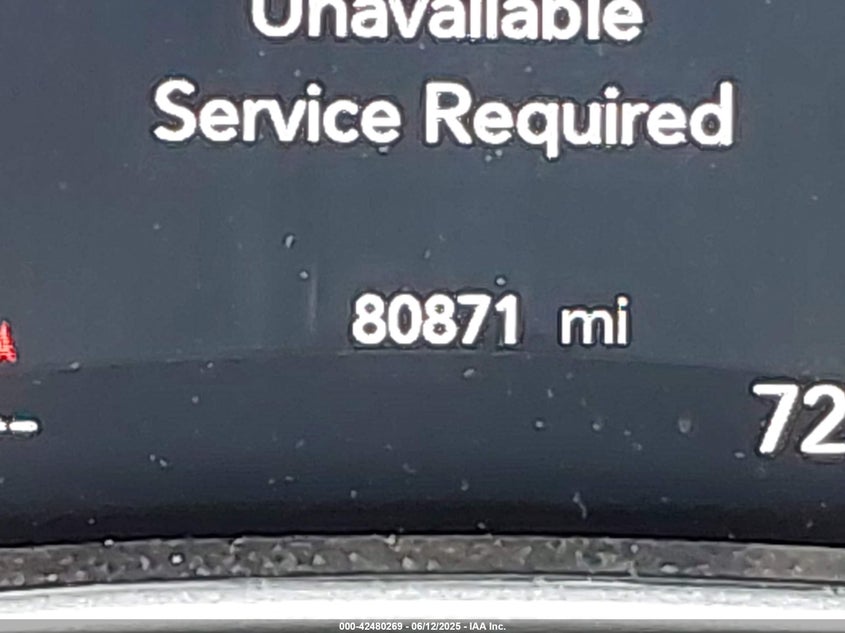 Unavailable
Service Required
80871 mi
--
72
000-42480269 - 06/12/2025 - IAA Inc.